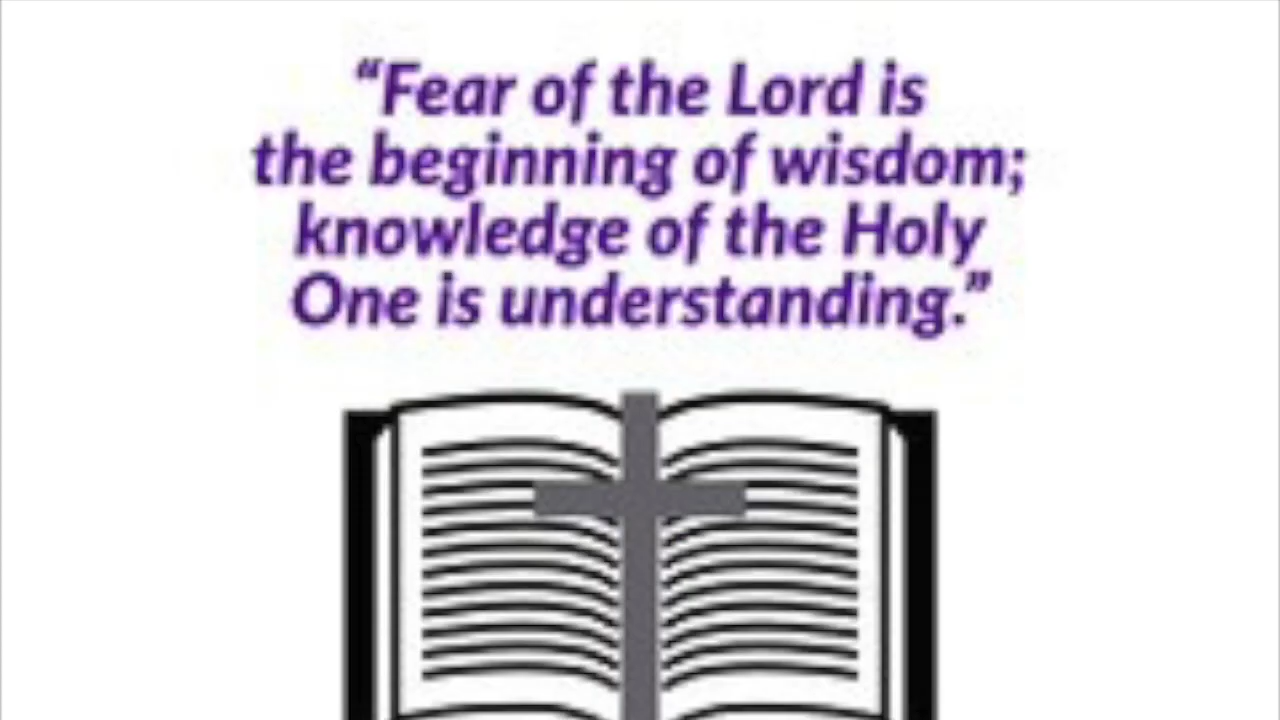 “Fear of the Lord is
the beginning of wisdom;
knowledge of the Holy
One is understanding.”